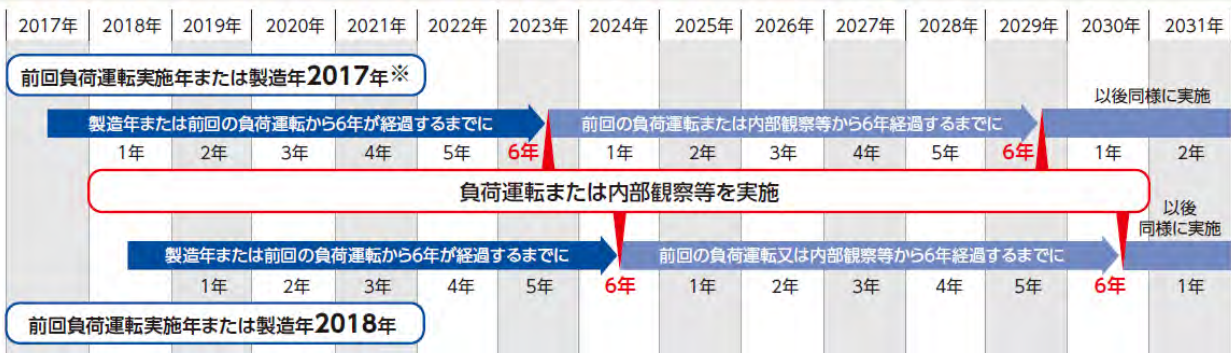 2017年 2018年 2019年 2020年 2021年 2022年 2023年 2024年 2025年 2026年 2027年 2028年 2029年 2030年 2031年
前回負荷運転実施年または製造年2017年※
以後同様に実施
製造年または前回の負荷運転から6年が経過するまでに 前回の負荷運転または内部観察等から6年経過するまでに
1年 2年 3年 4年 5年 6年 1年 2年 3年 4年 5年 6年 1年 2年
負荷運転または内部観察等を実施
以後
同様に実施
製造年または前回の負荷運転から6年が経過するまでに 前回の負荷運転又は内部観察等から6年経過するまでに
1年 2年 3年 4年 5年 6年 1年 2年 3年 4年 5年 6年 1年
前回負荷運転実施年または製造年2018年